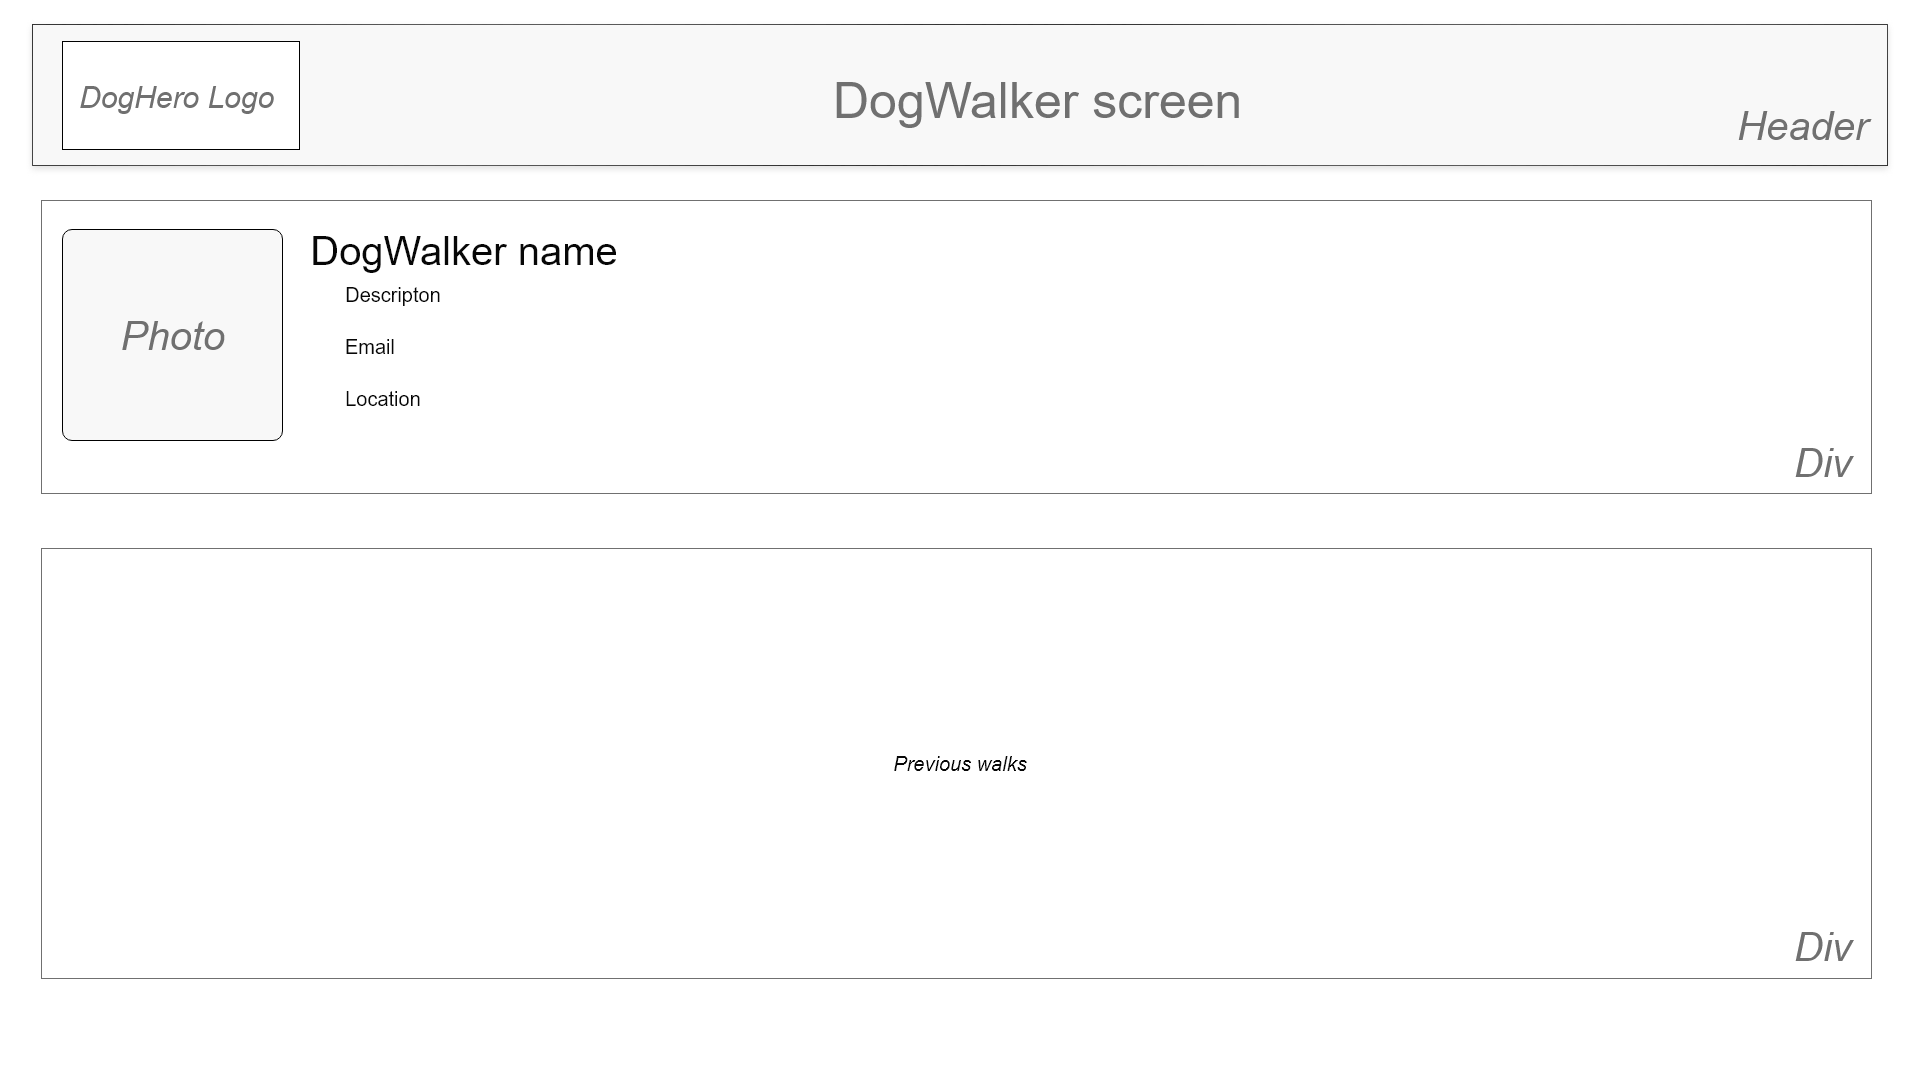 DogHero Logo
DogWalker screen
Header
DogWalker name
Descripton
Photo
Email
Location
Div
Previous walks
Div